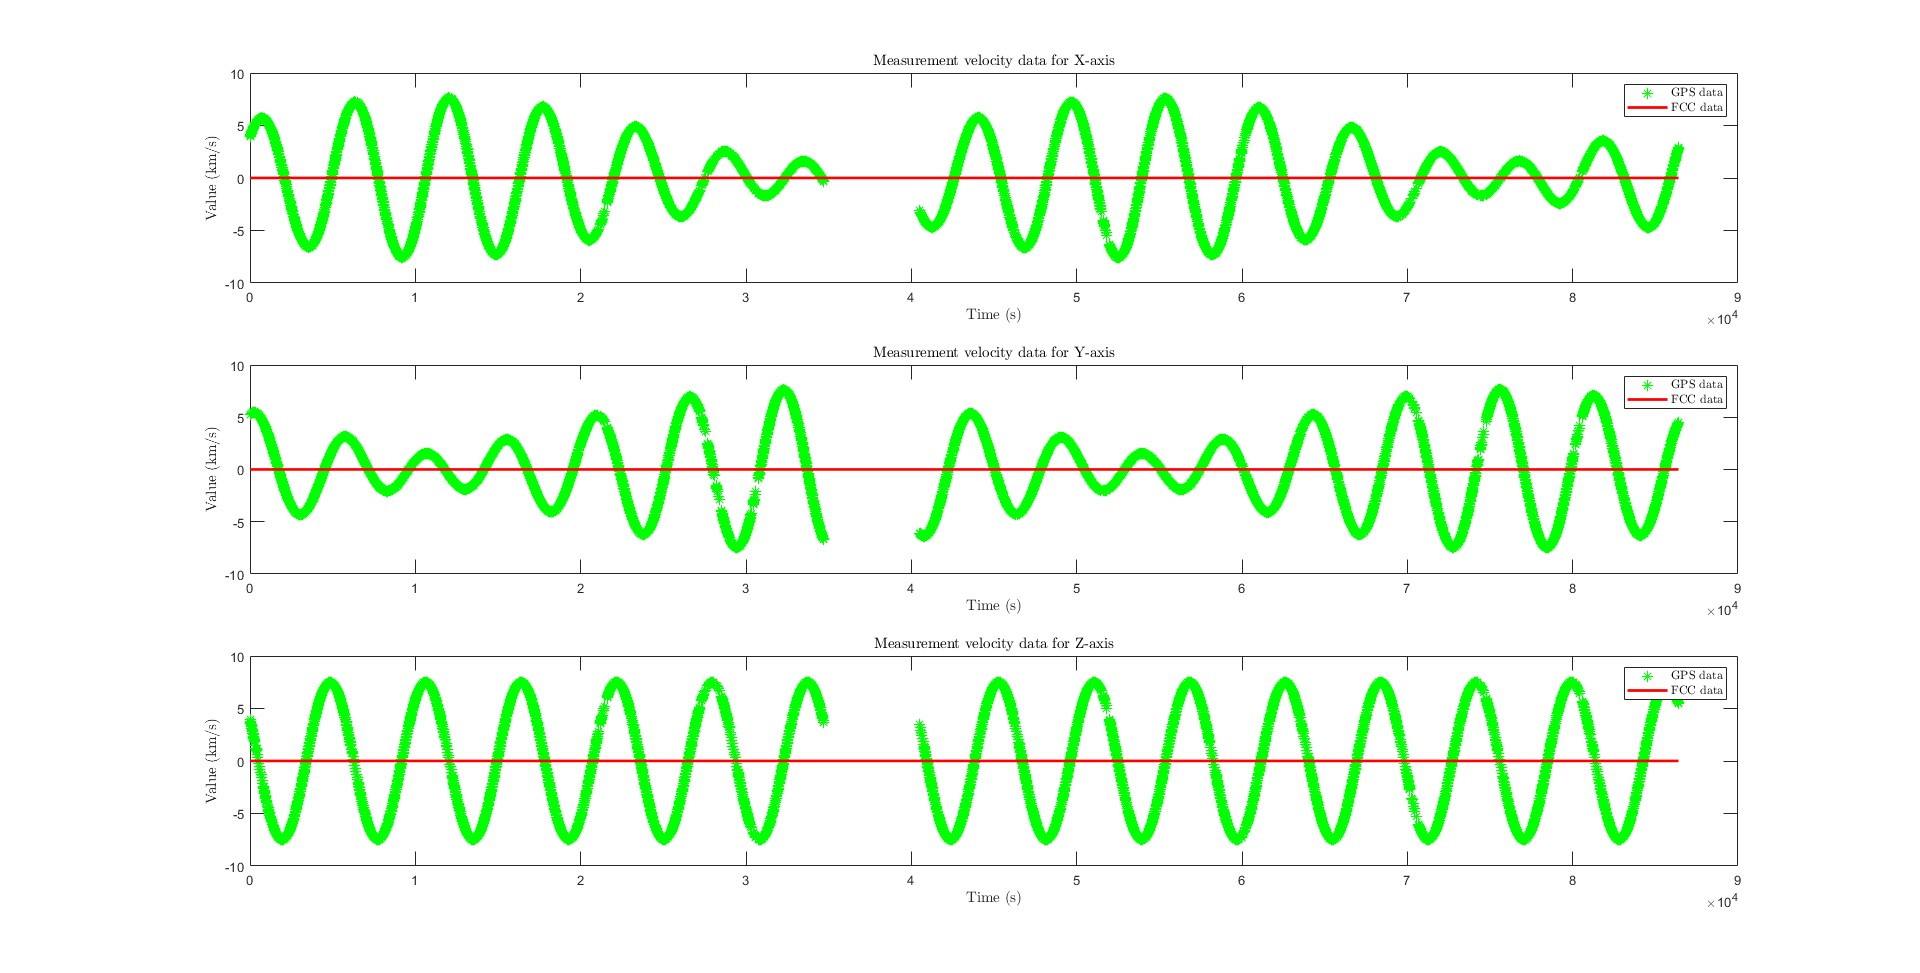 Measurement velocity data for X-axis
10
5
0
-5
-10
Value (km/s)
GPS data
FCC data
0 1 2 3 4 5 6 7 8 9
Time (s)
×10^4
Measurement velocity data for Y-axis
10
5
0
-5
-10
Value (km/s)
GPS data
FCC data
0 1 2 3 4 5 6 7 8 9
Time (s)
×10^4
Measurement velocity data for Z-axis
10
5
0
-5
-10
Value (km/s)
GPS data
FCC data
0 1 2 3 4 5 6 7 8 9
Time (s)
×10^4